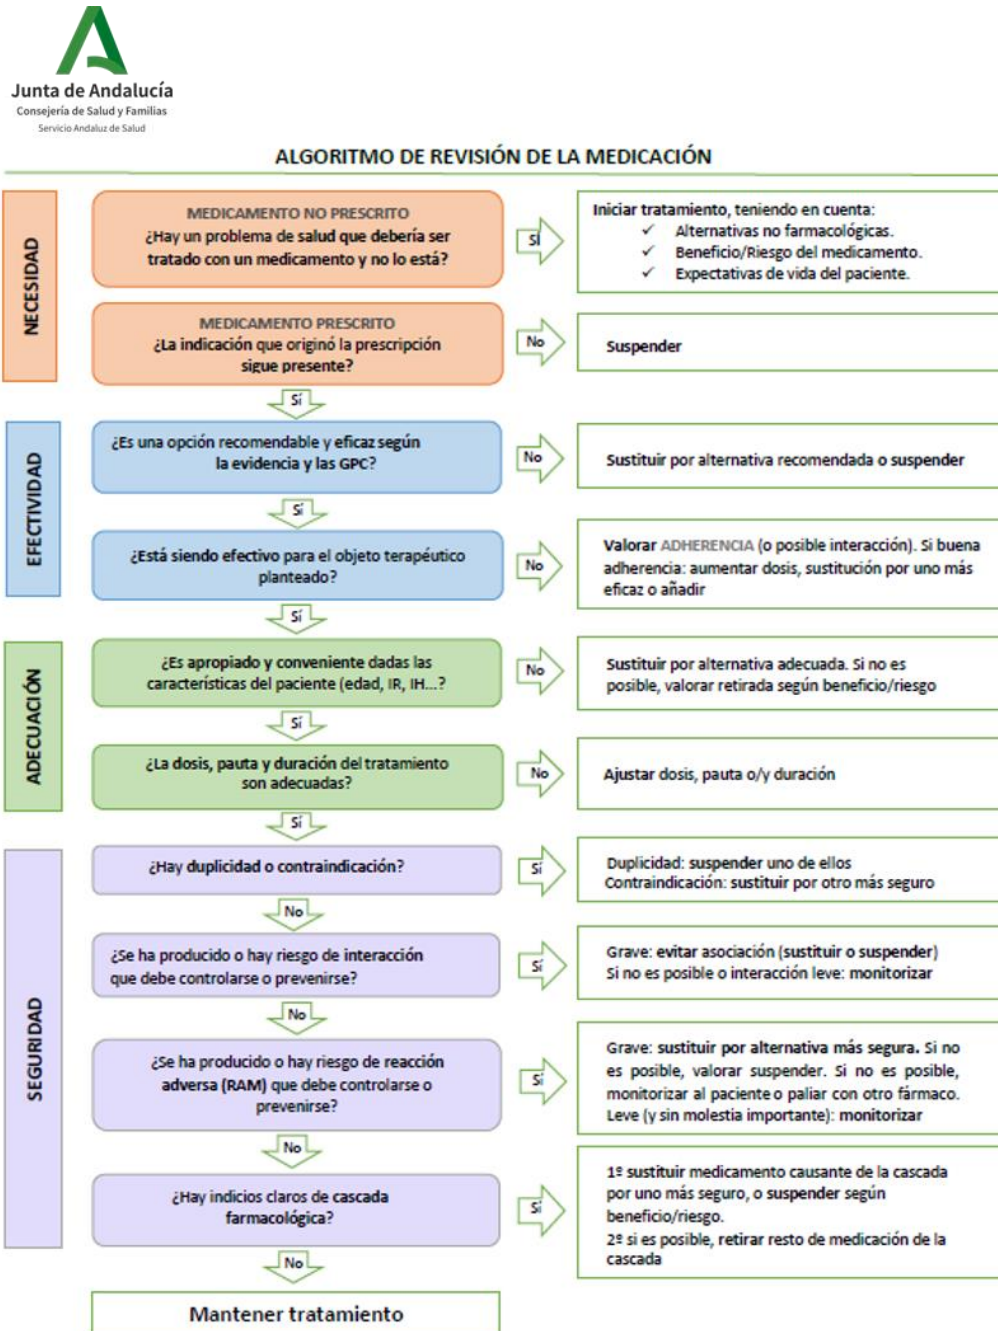 Junta de Andalucía
Consejería de Salud y Familias
Servicio Andaluz de Salud
ALGORITMO DE REVISIÓN DE LA MEDICACIÓN
NECESIDAD
MEDICAMENTO NO PRESCRITO
¿Hay un problema de salud que debería ser
tratado con un medicamento y no lo está?
SÍ
Iniciar tratamiento, teniendo en cuenta:
✓ Alternativas no farmacológicas.
✓ Beneficio/Riesgo del medicamento.
✓ Expectativas de vida del paciente.
MEDICAMENTO PRESCRITO
¿La indicación que originó la prescripción
sigue presente?
No
Suspender
Sí
EFECTIVIDAD
¿Es una opción recomendable y eficaz según
la evidencia y las GPC?
No
Sustituir por alternativa recomendada o suspender
Sí
¿Está siendo efectivo para el objeto terapéutico
planteado?
No
Valorar ADHERENCIA (o posible interacción). Si buena
adherencia: aumentar dosis, sustitución por uno más
eficaz o añadir
Sí
ADECUACIÓN
¿Es apropiado y conveniente dadas las
características del paciente (edad, IR, IH...?
No
Sustituir por alternativa adecuada. Si no es
posible, valorar retirada según beneficio/riesgo
Sí
¿La dosis, pauta y duración del tratamiento
son adecuadas?
No
Ajustar dosis, pauta o/y duración
Sí
SEGURIDAD
¿Hay duplicidad o contraindicación?
Sí
Duplicidad: suspender uno de ellos
Contraindicación: sustituir por otro más seguro
No
¿Se ha producido o hay riesgo de interacción
que debe controlarse o prevenirse?
Sí
Grave: evitar asociación (sustituir o suspender)
Si no es posible o interacción leve: monitorizar
No
¿Se ha producido o hay riesgo de reacción
adversa (RAM) que debe controlarse o
prevenirse?
Sí
Grave: sustituir por alternativa más segura. Si no
es posible, valorar suspender. Si no es posible,
monitorizar al paciente o paliar con otro fármaco.
Leve (y sin molestia importante): monitorizar
No
¿Hay indicios claros de cascada
farmacológica?
Sí
1º sustituir medicamento causante de la cascada
por uno más seguro, o suspender según
beneficio/riesgo.
2º si es posible, retirar resto de medicación de la
cascada
No
Mantener tratamiento